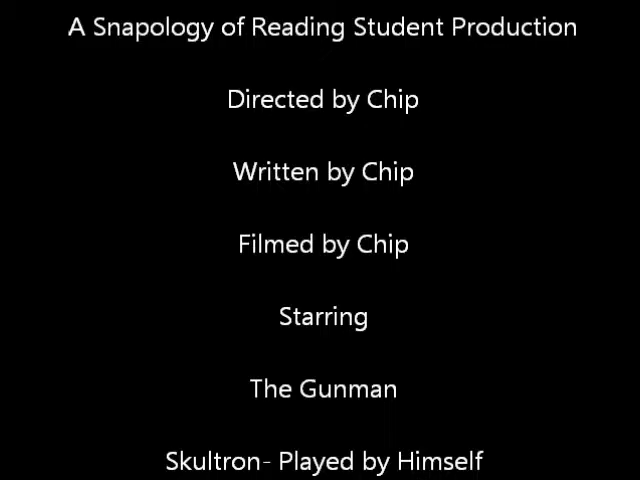 A Snapology of Reading Student Production
Directed by Chip
Written by Chip
Filmed by Chip
Starring
The Gunman
Skultron- Played by Himself